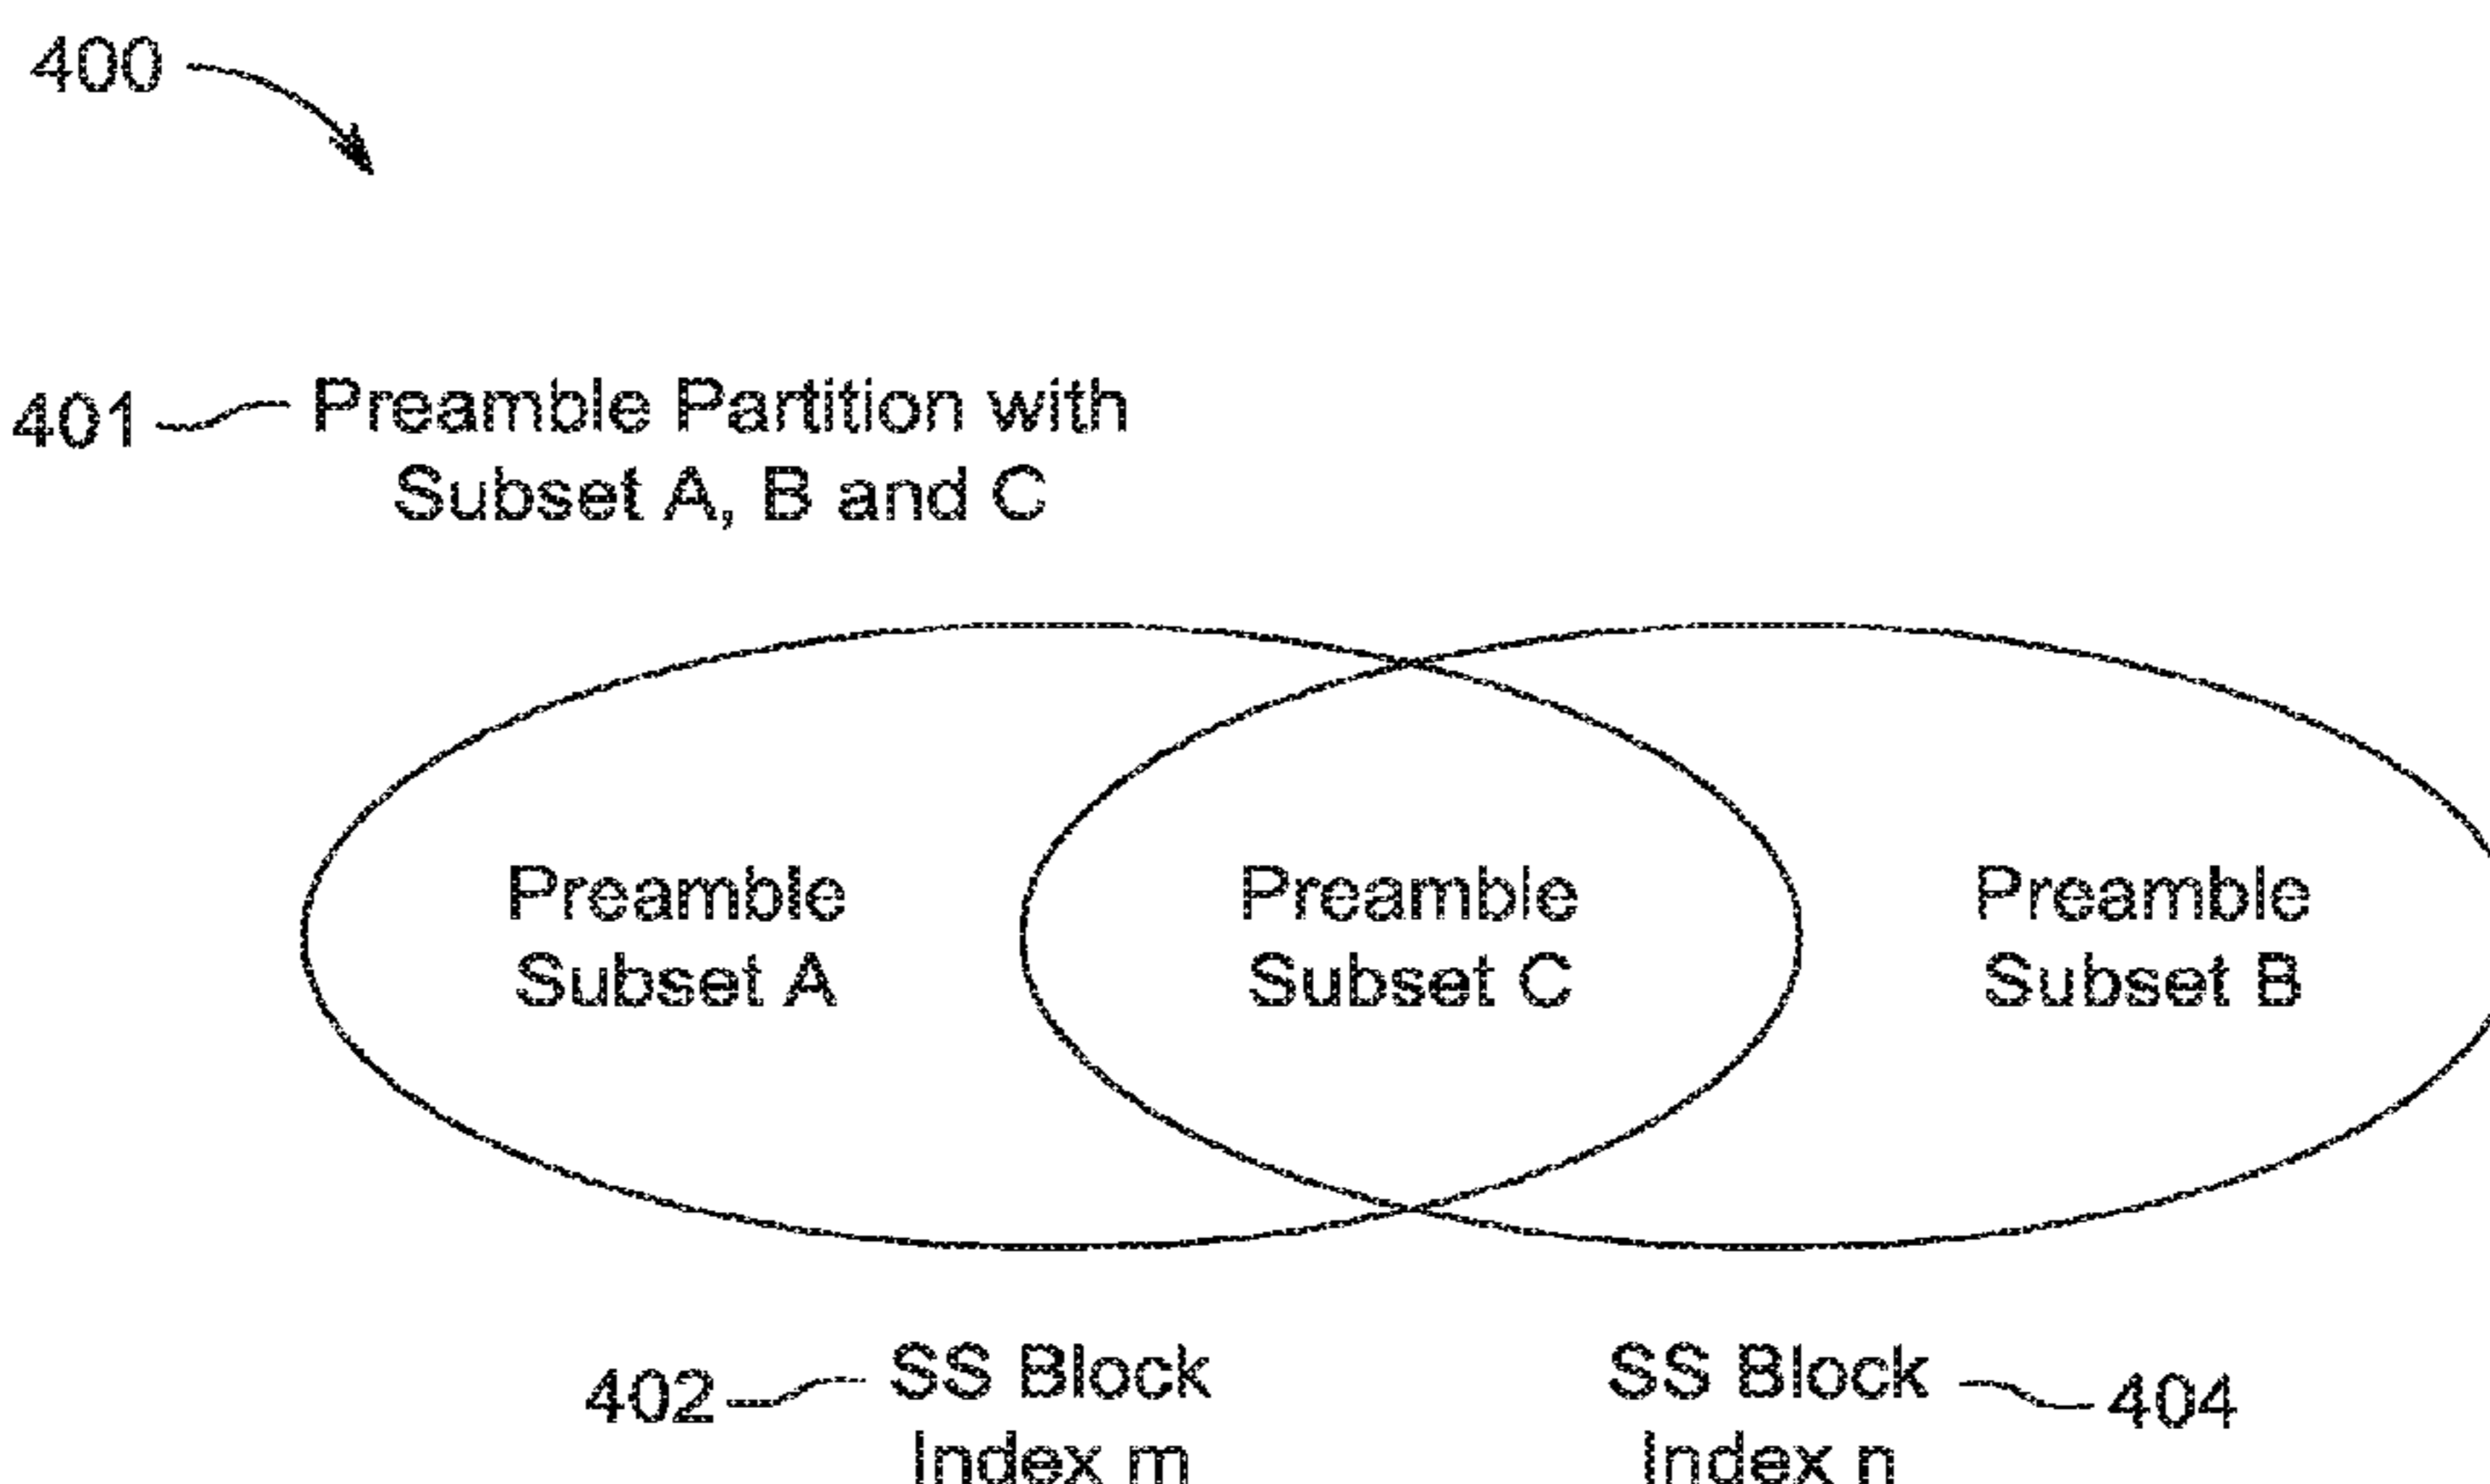 400
401 Preamble Partition with
Subset A, B and C
Preamble
Subset A
Preamble
Subset C
Preamble
Subset B
402 SS Block
Index m
SS Block 404
Index n